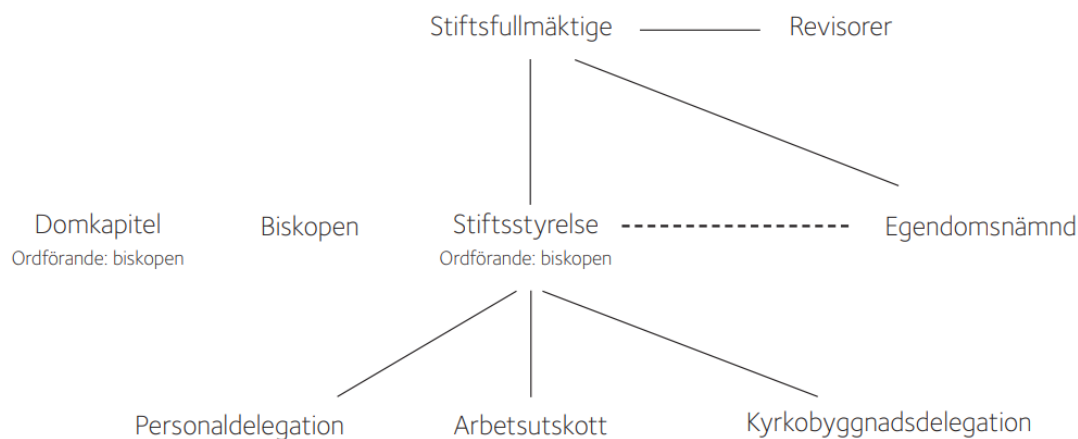 Stiftsfullmäktige
Revisorer
Domkapitel
Ordförande: biskopen
Biskopen
Stiftsstyrelse
Ordförande: biskopen
Egendomsnämnd
Personaldelegation
Arbetsutskott
Kyrkobyggnadsdelegation